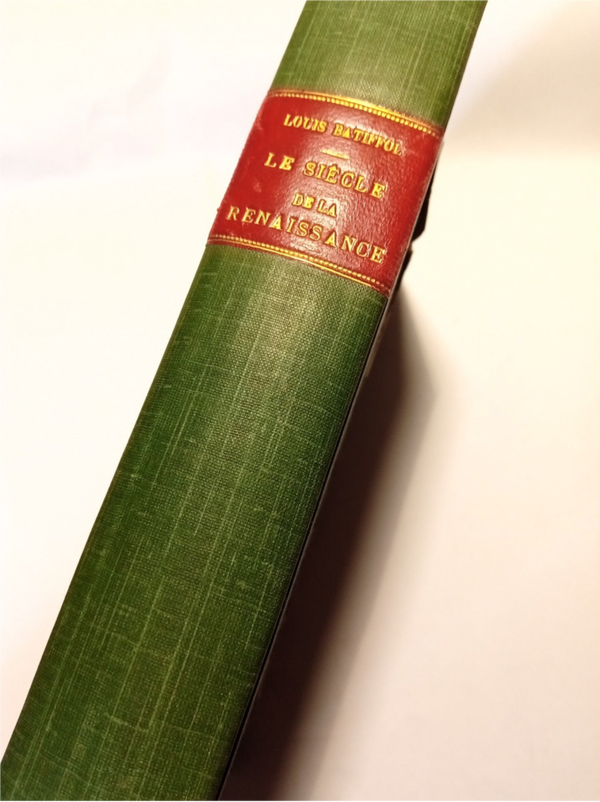 LOUIS BATIFFOL
LE SIÈCLE
DE LA
RENAISSANCE